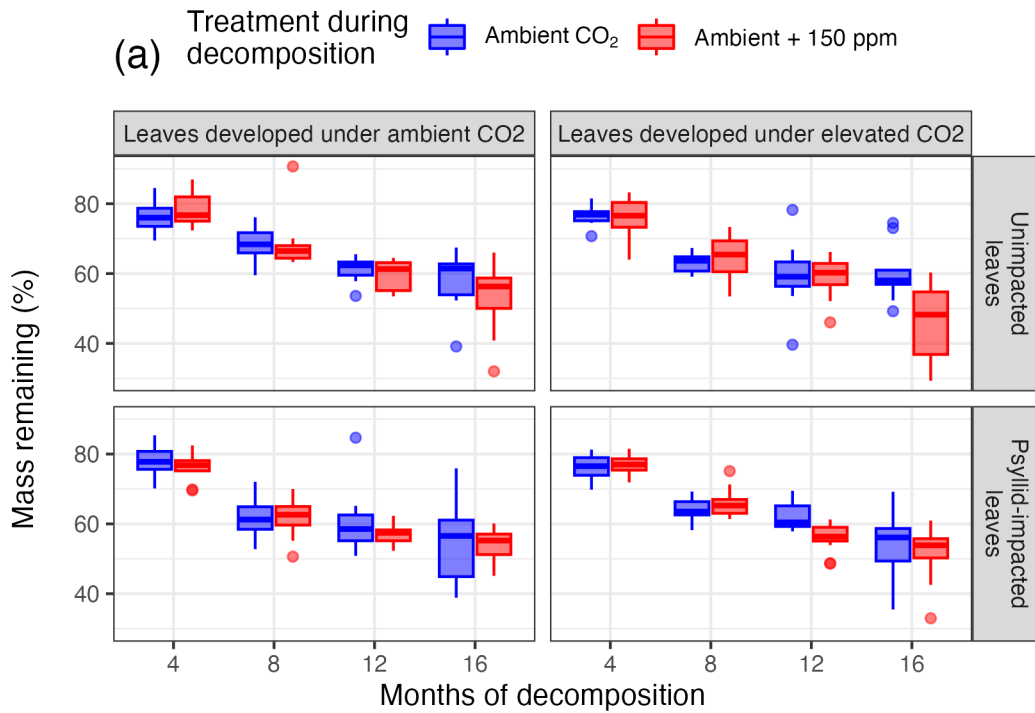 (a)
Treatment during
decomposition
Ambient CO₂
Ambient + 150 ppm
Leaves developed under ambient CO2
Leaves developed under elevated CO2
Mass remaining (%)
80
60
40
Unimpacted
leaves
80
60
40
Psyllid-impacted
leaves
4 8 12 16
4 8 12 16
Months of decomposition